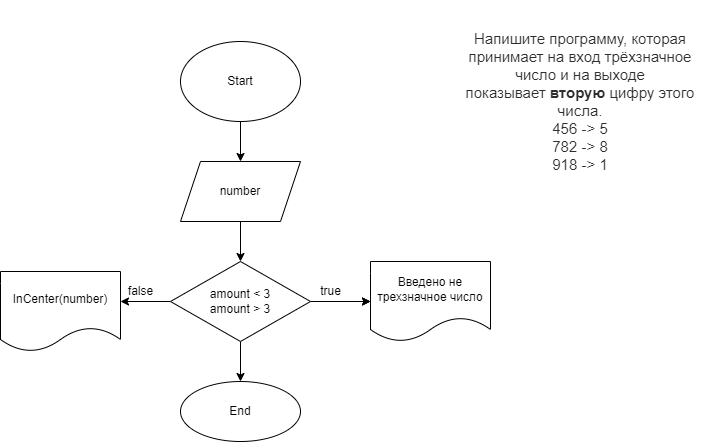 Напишите программу, которая
принимает на вход трёхзначное
число и на выходе
показывает вторую цифру этого
числа.
456 -> 5
782 -> 8
918 -> 1
Start
number
amount < 3
amount > 3
false
true
InCenter(number)
Введено не
трехзначное число
End